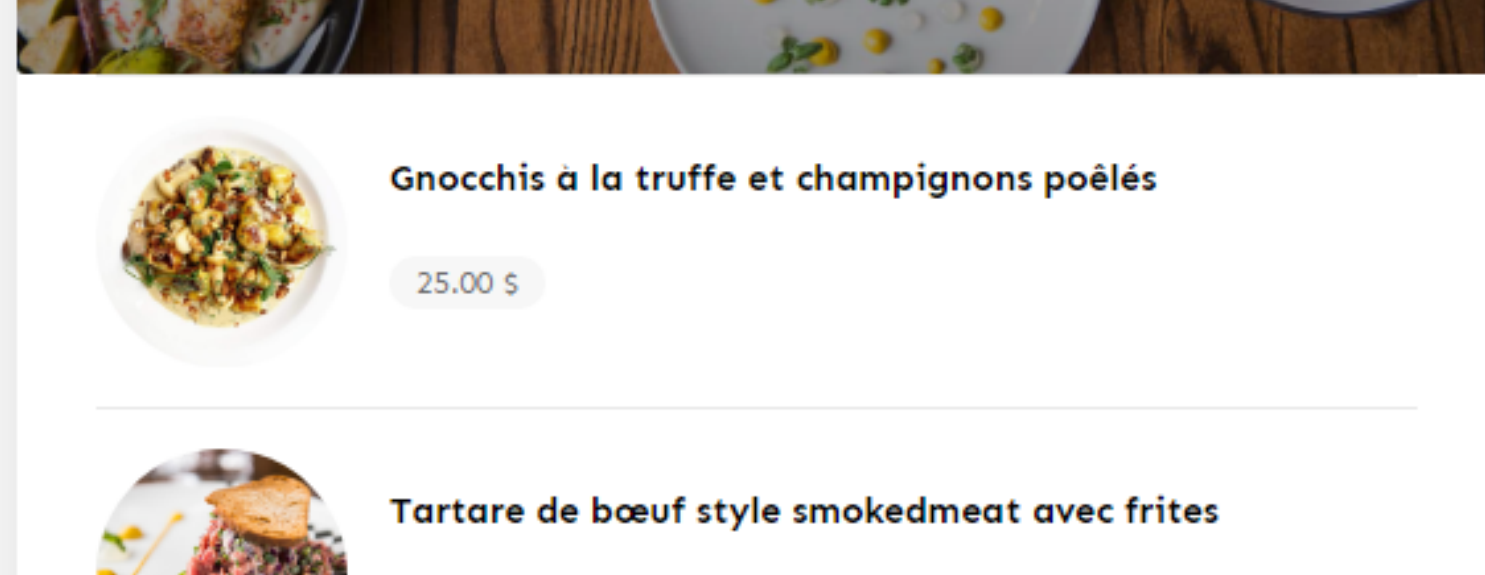 Gnocchis à la truffe et champignons poêlés
25.00 $
Tartare de bœuf style smokedmeat avec frites